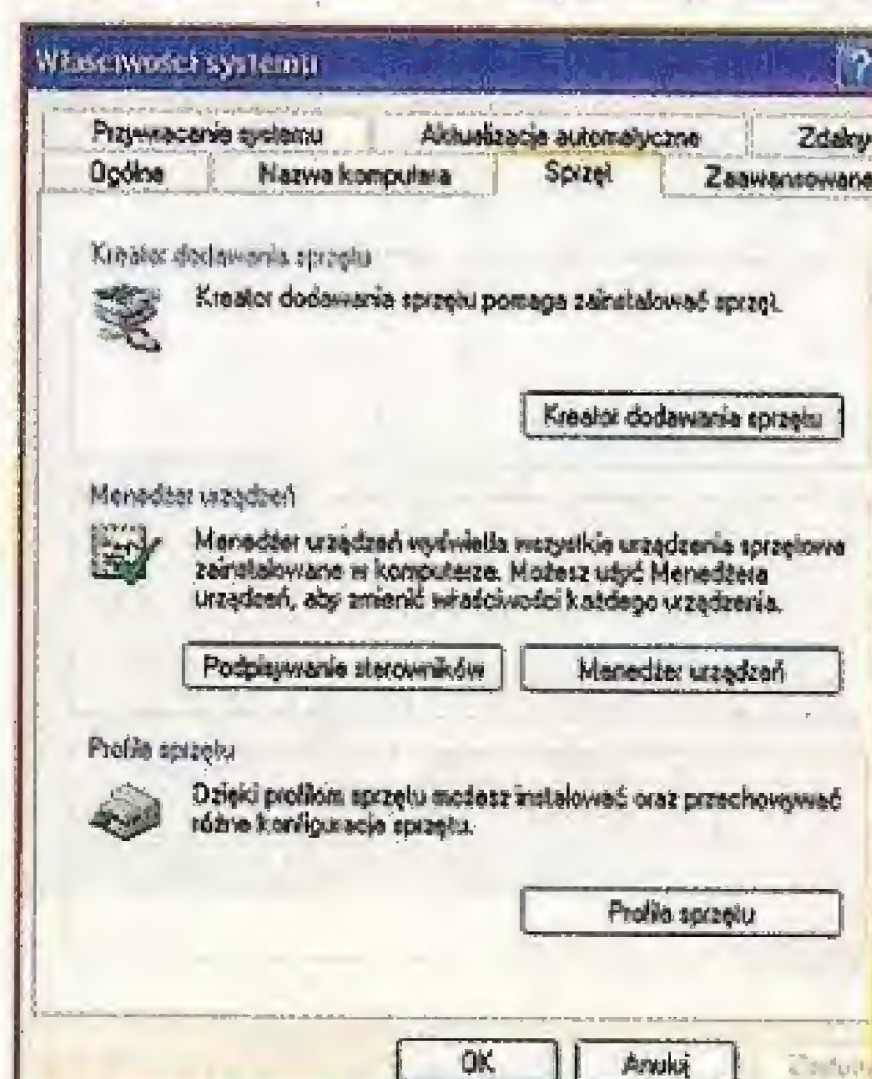 Właściwości systemu
Przywracanie systemu Aktualizacje automatyczne
Ogólne Nazwa komputera Sprzęt Zaawansowane
Kreator dodawania sprzętu
Kreator dodawania sprzętu pomaga zainstalować sprzęt.
Kreator dodawania sprzętu
Menedżer urządzeń
Menedżer urządzeń wyświetla wszystkie urządzenia sprzętowe
zainstalowane w komputerze. Możesz użyć Menedżera
urządzeń, aby zmienić właściwości każdego urządzenia.
Podpisywanie sterowników Menedżer urządzeń
Profile sprzętu
Dzięki profilom sprzętu możesz instalować oraz przechowywać
różne konfiguracje sprzętu.
Profile sprzętu
OK Anuluj